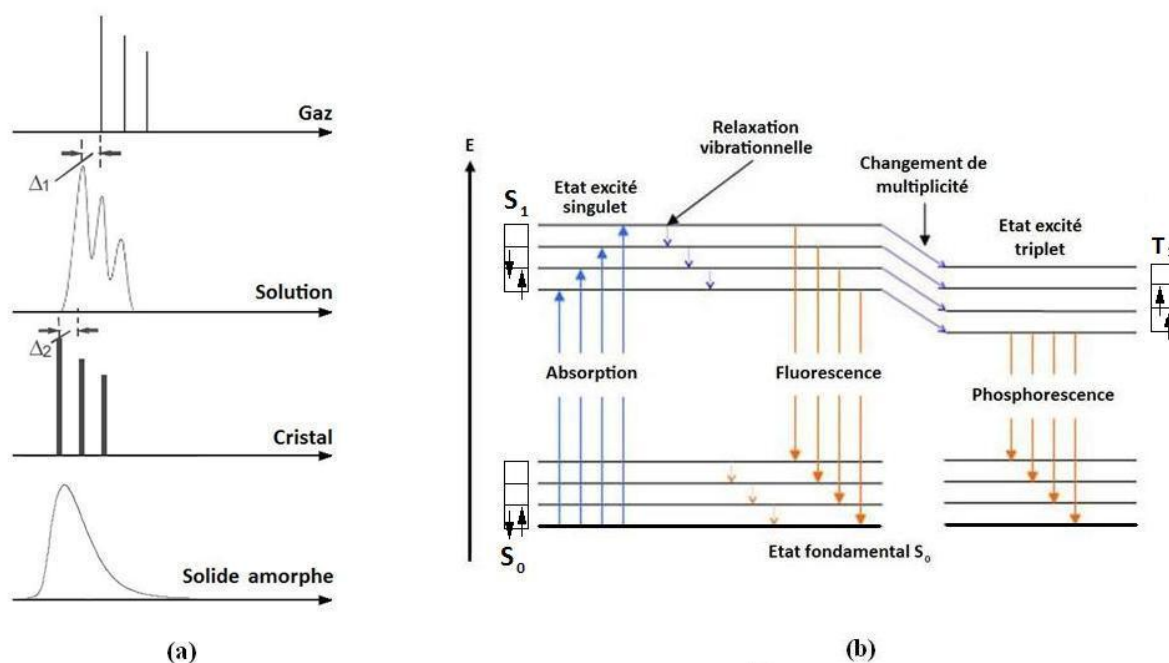 Gaz
Δ1
Solution
Δ2
Cristal
Solide amorphe
(a)
E
Relaxation
vibrationnelle
Changement de
multiplicité
Etat excité
singulet
S1
Etat excité
triplet
Absorption
Fluorescence
Phosphorescence
S0
Etat fondamental S0
(b)